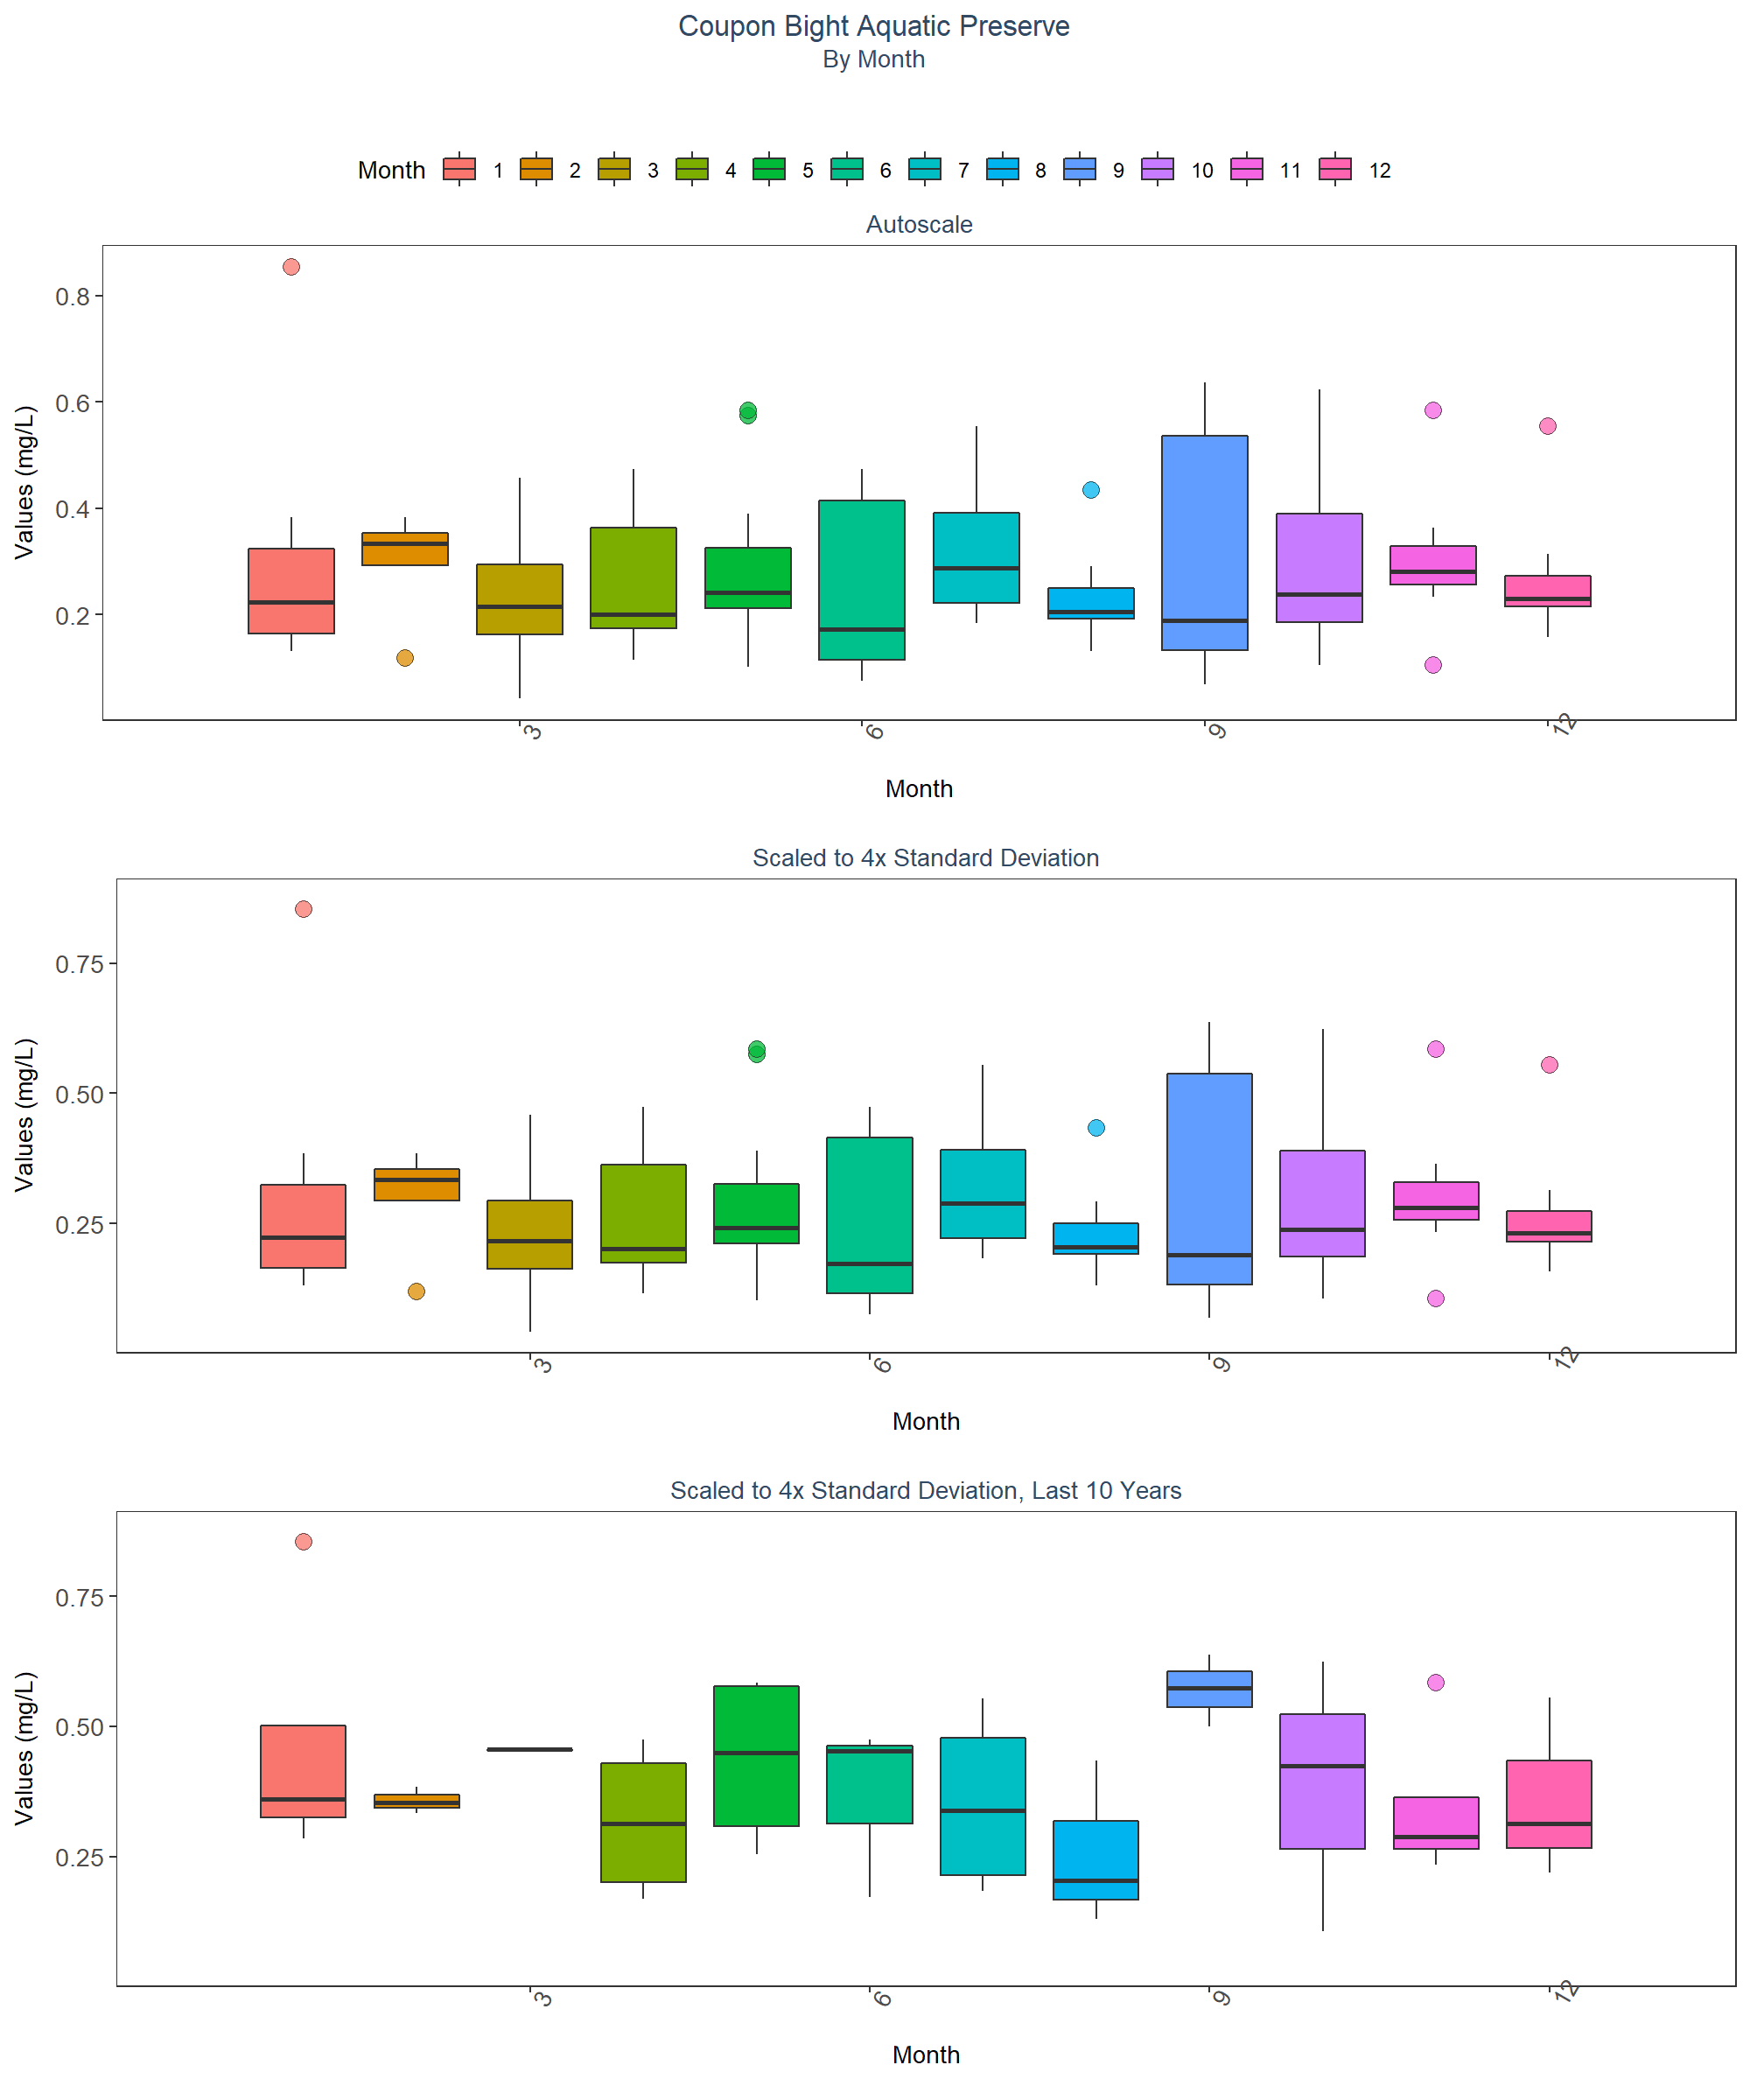 Coupon Bight Aquatic Preserve
By Month
Month 1 2 3 4 5 6 7 8 9 10 11 12
Autoscale
0.8
0.6
0.4
0.2
Values (mg/L)
3 6 9 12
Month
Scaled to 4x Standard Deviation
0.75
0.50
0.25
Values (mg/L)
3 6 9 12
Month
Scaled to 4x Standard Deviation, Last 10 Years
0.75
0.50
0.25
Values (mg/L)
3 6 9 12
Month